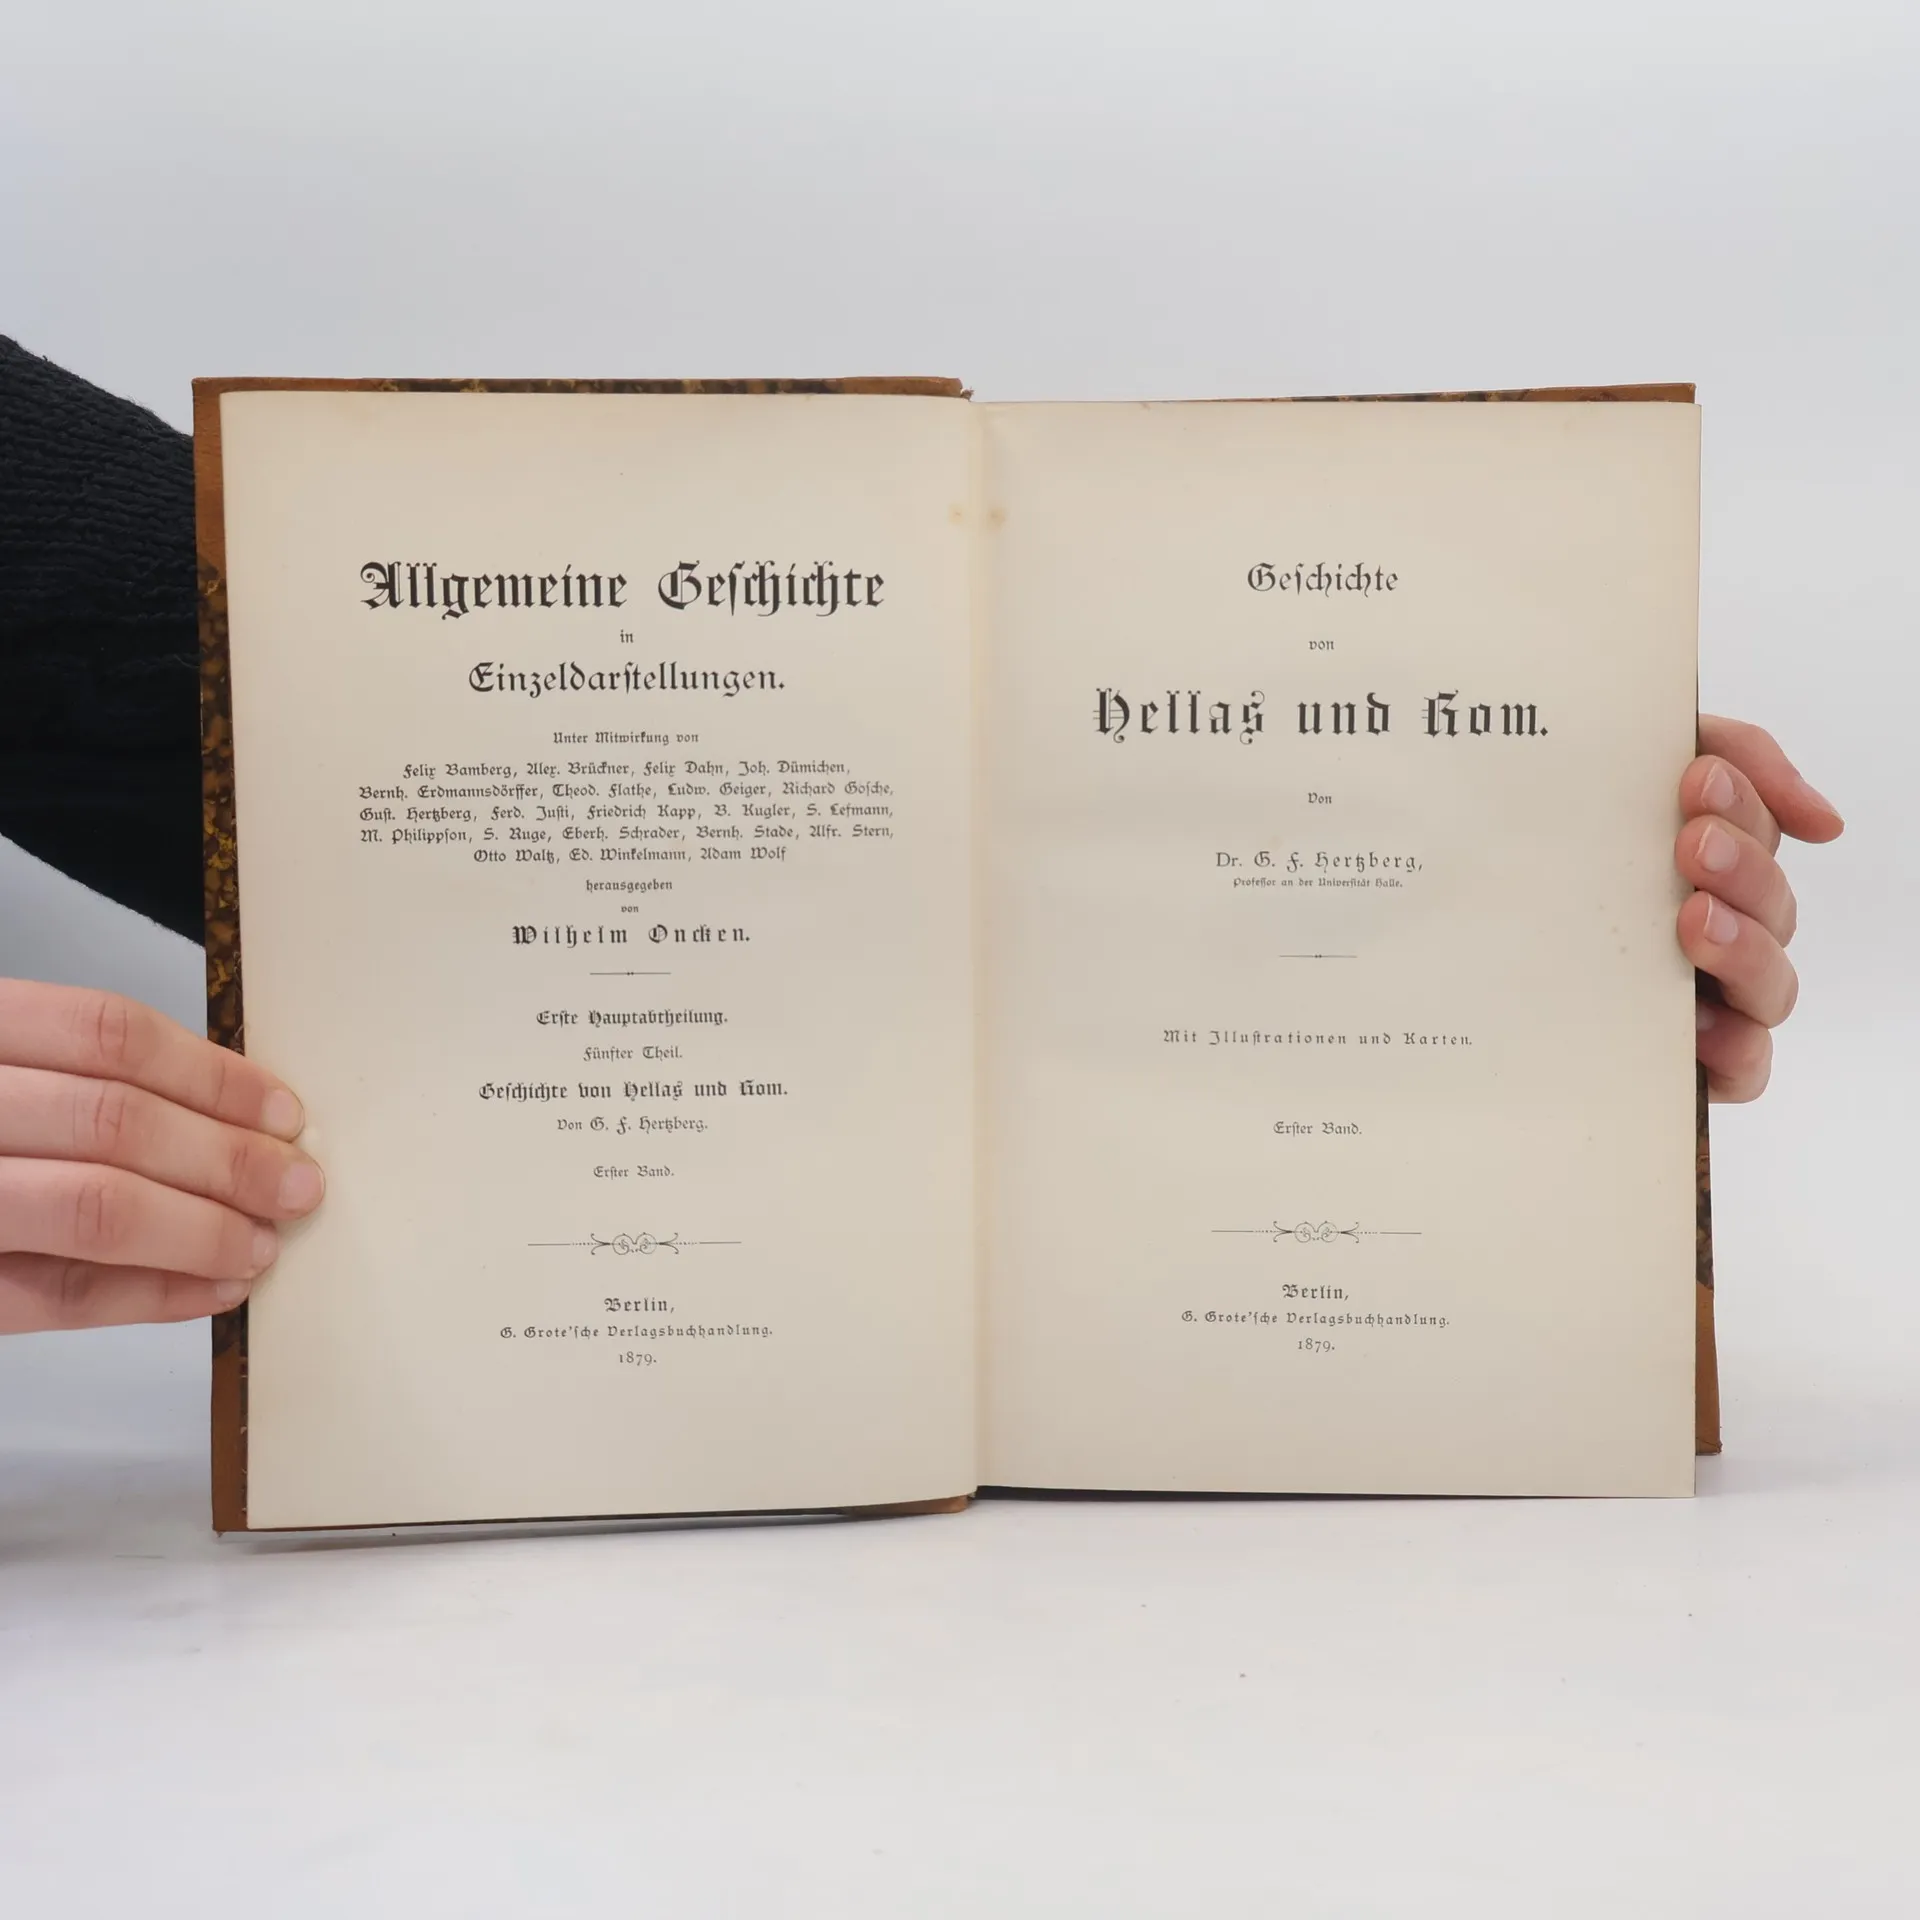 Allgemeine Geschichte
in
Einzeldarstellungen.
Unter Mitwirkung von
Felix Bamberg, Alex. Brückner, Felix Dahn, Joh. Dümichen,
Bernh. Erdmannsdörffer, Theod. Flathe, Ludw. Geiger, Richard Gosche,
Gust. Hertzberg, Ferd. Justi, Friedrich Kapp, B. Kugler, S. Lefmann,
M. Philippson, S. Ruge, Eberh. Schrader, Bernh. Stade, Alfr. Stern,
Otto Waltz, Ed. Winkelmann, Adam Wolf
herausgegeben
von
Wilhelm Oncken.
Erste Hauptabtheilung.
Fünfter Theil.
Geschichte von Hellas und Rom.
Von G. F. Hertzberg.
Erster Band.
Berlin,
G. Grote'sche Verlagsbuchhandlung.
1879.
Geschichte
von
Hellas und Rom.
Von
Dr. G. F. Hertzberg,
Professor an der Universität Halle.
Mit Illustrationen und Karten.
Erster Band.
Berlin,
G. Grote'sche Verlagsbuchhandlung.
1879.